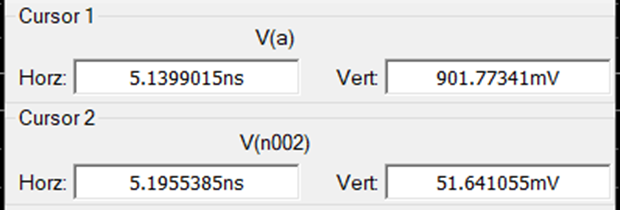 Cursor 1
V(a)
Horz: 5.1399015ns Vert: 901.77341mV
Cursor 2
V(n002)
Horz: 5.1955385ns Vert: 51.641055mV